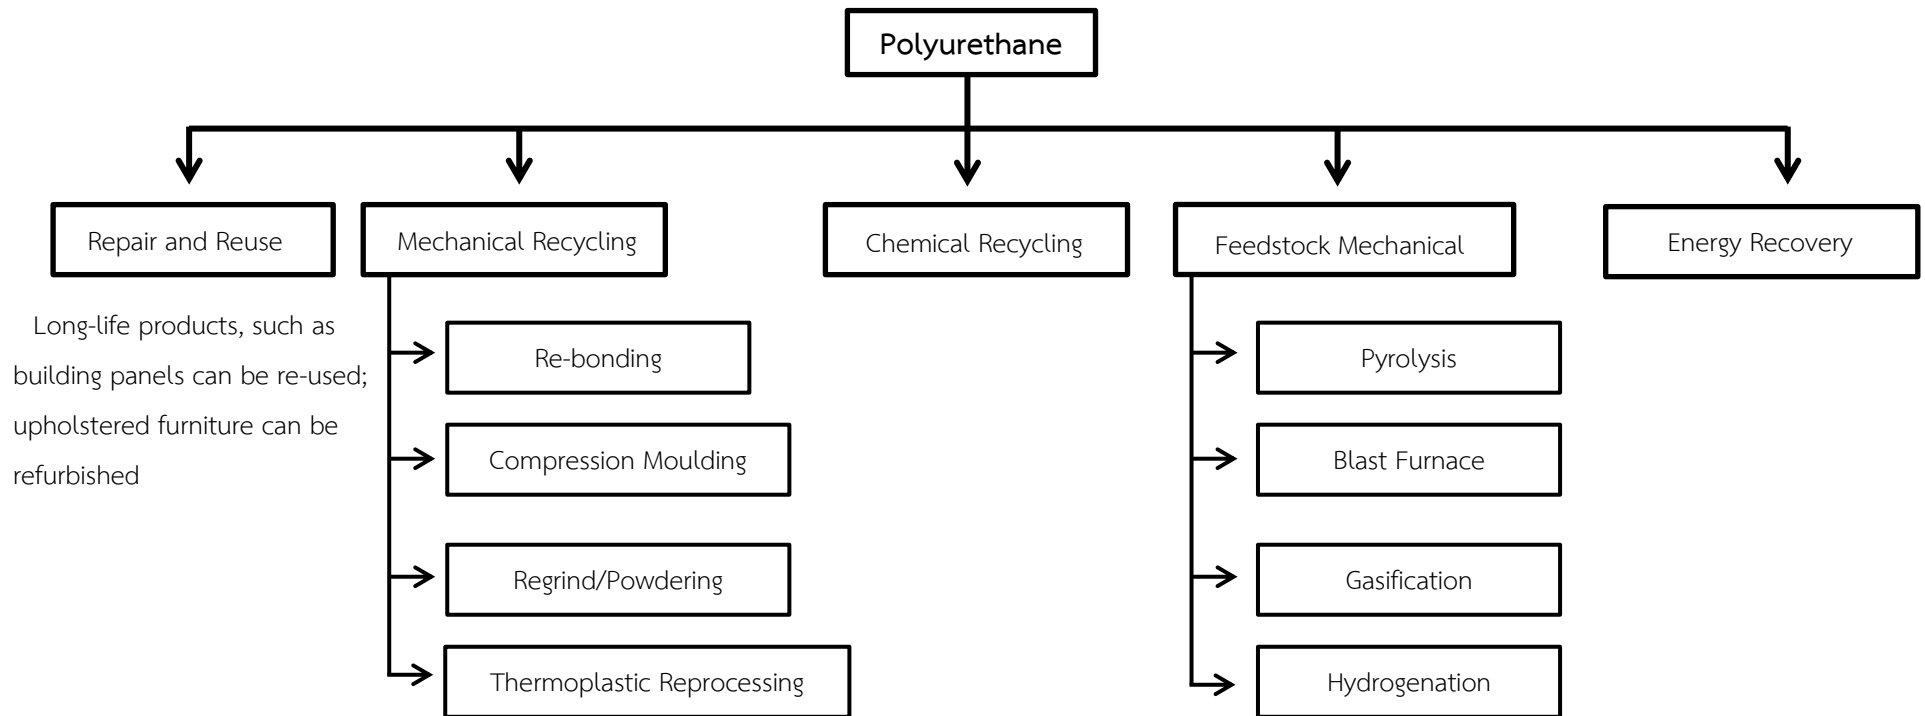 Polyurethane
Repair and Reuse
Mechanical Recycling
Chemical Recycling
Feedstock Mechanical
Energy Recovery
Long-life products, such as
building panels can be re-used;
upholstered furniture can be
refurbished
Re-bonding
Compression Moulding
Regrind/Powdering
Thermoplastic Reprocessing
Pyrolysis
Blast Furnace
Gasification
Hydrogenation